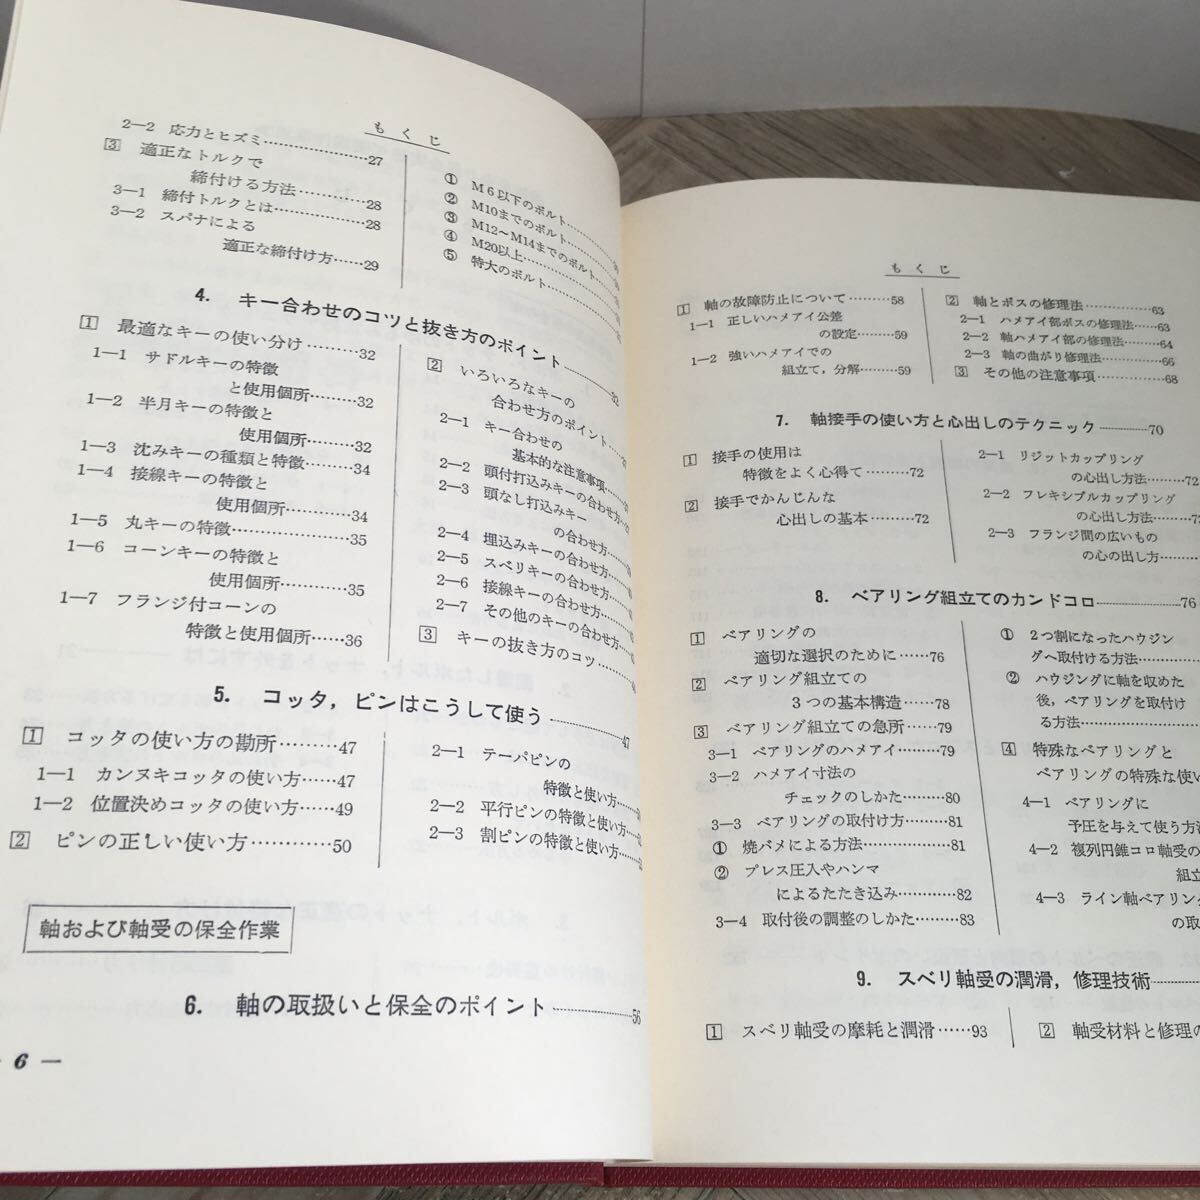 もくじ
2―2 応力とヒズミ…………………27
3 適正なトルクで
締付ける方法…………28
3―1 締付トルクとは………………28
3―2 スパナによる
適正な締付け方……29
① M6以下のボルト
② M10までのボルト
③ M12〜M14までのボルト
④ M20以上
⑤ 特大のボルト
4. キー合わせのコツと抜き方のポイント……32
1 最適なキーの使い分け………32
1―1 サドルキーの特徴
と使用個所………32
1―2 半月キーの特徴と
使用個所…………32
1―3 沈みキーの種類と特徴………34
1―4 接線キーの特徴と
使用個所…………34
1―5 丸キーの特徴……………………35
1―6 コーンキーの特徴と
使用個所…………35
1―7 フランジ付コーンの
特徴と使用個所……36
2 いろいろなキーの
合わせ方のポイント
2―1 キー合わせの
基本的な注意事項
2―2 頭付打込みキーの合わせ方
2―3 頭なし打込みキー
の合わせ方
2―4 埋込みキーの合わせ方
2―5 スベリキーの合わせ方
2―6 接線キーの合わせ方
2―7 その他のキーの合わせ方
3 キーの抜き方のコツ
5. コッタ，ピンはこうして使う……47
1 コッタの使い方の勘所………47
1―1 カンヌキコッタの使い方……47
1―2 位置決めコッタの使い方……49
2 ピンの正しい使い方…………50
2―1 テーパピンの
特徴と使い方
2―2 平行ピンの特徴と使い方
2―3 割ピンの特徴と使い方
軸および軸受の保全作業
6. 軸の取扱いと保全のポイント……56
6 ―
もくじ
1 軸の故障防止について………58
1―1 正しいハメアイ公差
の設定………59
1―2 強いハメアイでの
組立て，分解………59
2 軸とボスの修理法…………63
2―1 ハメアイ部ボスの修理法……63
2―2 軸ハメアイ部の修理法………64
2―3 軸の曲がり修理法……………66
3 その他の注意事項……………68
7. 軸接手の使い方と心出しのテクニック……70
1 接手の使用は
特徴をよく心得て………72
2 接手でかんじんな
心出しの基本………72
2―1 リジットカップリング
の心出し方法………72
2―2 フレキシブルカップリング
の心出し方法………72
2―3 フランジ間の広いもの
の心の出し方………
8. ベアリング組立てのカンドコロ……76
1 ベアリングの
適切な選択のために……76
2 ベアリング組立ての
3つの基本構造……78
3 ベアリング組立ての急所……79
3―1 ベアリングのハメアイ………79
3―2 ハメアイ寸法の
チェックのしかた………80
3―3 ベアリングの取付け方………81
① 焼バメによる方法……………81
② プレス圧入やハンマ
によるたたき込み………82
3―4 取付後の調整のしかた………83
① 2つ割になったハウジン
グへ取付ける方法………
② ハウジングに軸を収めた
後，ベアリングを取付け
る方法………
4 特殊なベアリングと
ベアリングの特殊な使い
4―1 ベアリングに
予圧を与えて使う方法
4―2 複列円錐コロ軸受の
組立
4―3 ライン軸ベアリング
の取
9. スベリ軸受の潤滑，修理技術
1 スベリ軸受の摩耗と潤滑……93
2 軸受材料と修理の